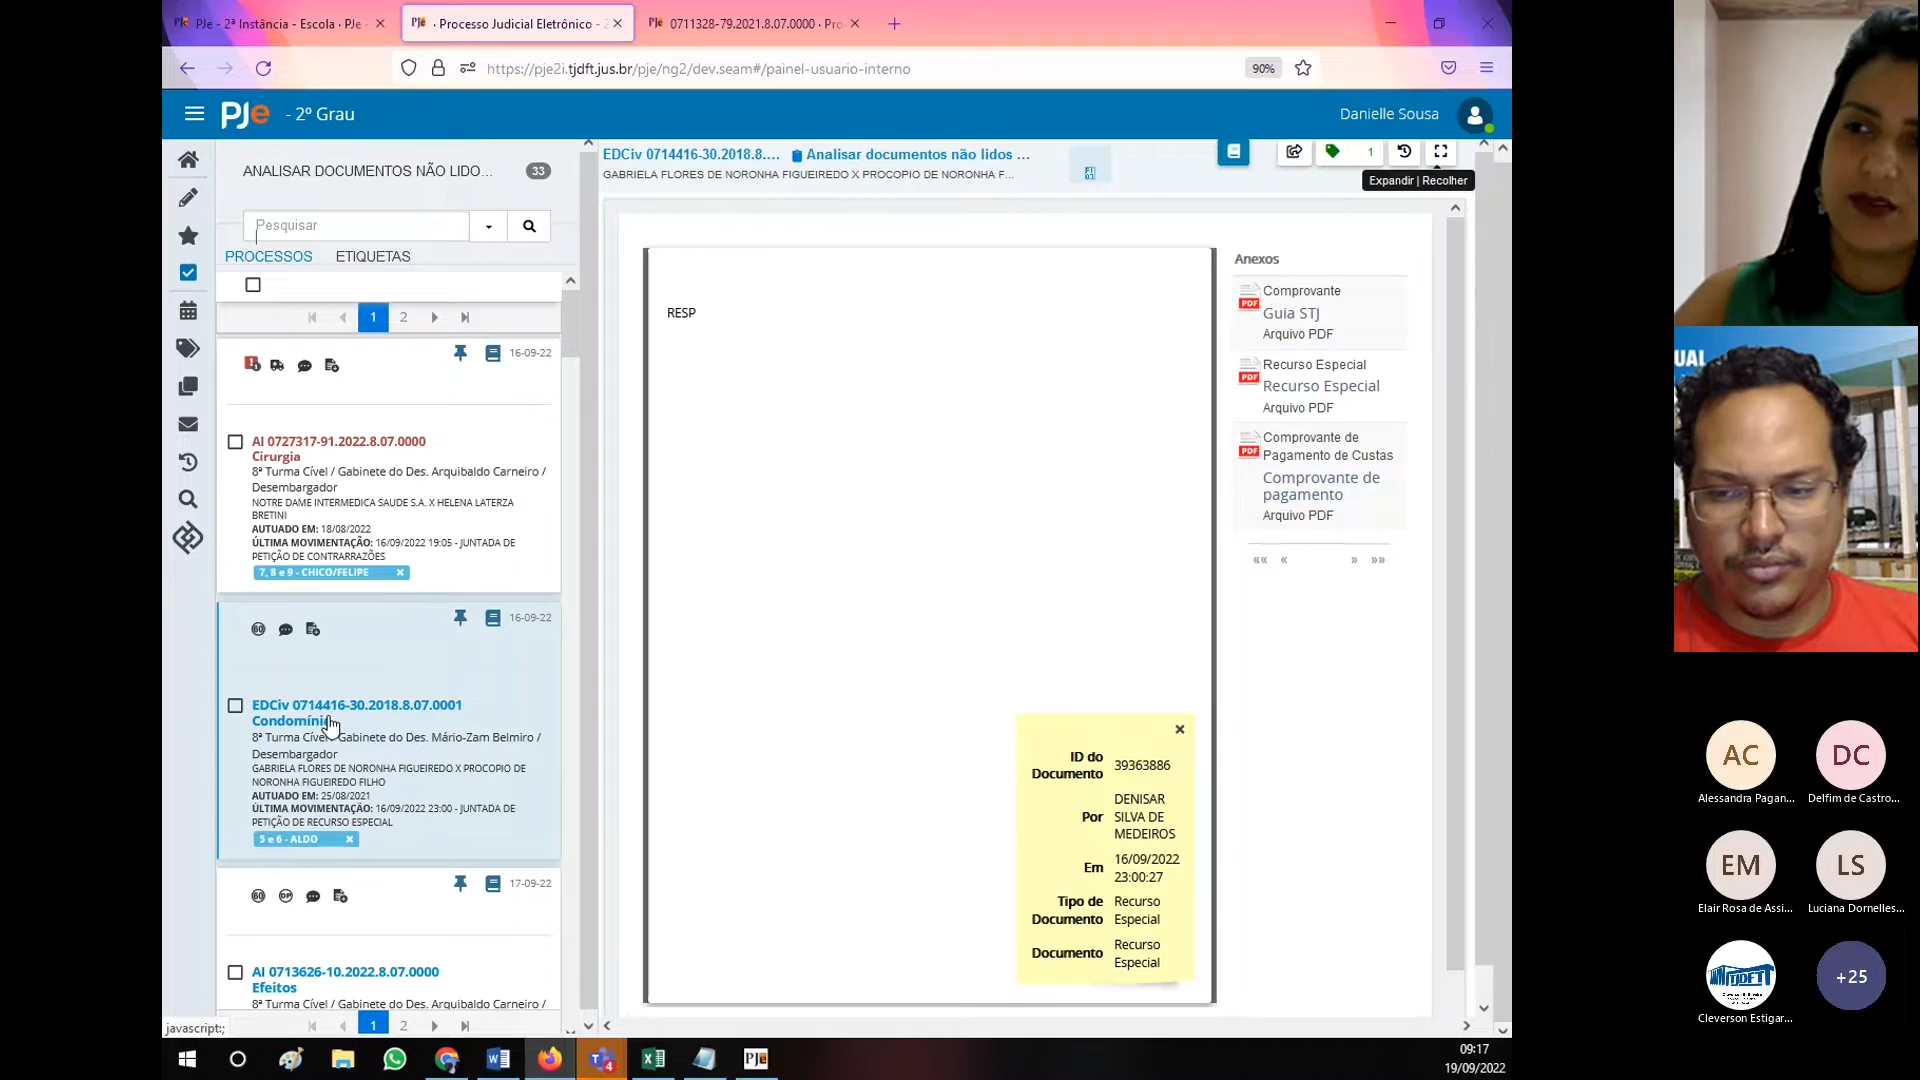 PJe - 2ª Instância - Escola · PJe -
· Processo Judicial Eletrônico - 2
0711328-79.2021.8.07.0000 · Pro
https://pje2i.tjdft.jus.br/pje/ng2/dev.seam#/painel-usuario-interno
90%
PJe - 2º Grau
Danielle Sousa
ANALISAR DOCUMENTOS NÃO LIDO...
33
Pesquisar
PROCESSOS
ETIQUETAS
1
2
16-09-22
AI 0727317-91.2022.8.07.0000
Cirurgia
8ª Turma Cível / Gabinete do Des. Arquibaldo Carneiro /
Desembargador
NOTRE DAME INTERMEDICA SAUDE S.A. X HELENA LATERZA
BRETINI
AUTUADO EM: 18/08/2022
ÚLTIMA MOVIMENTAÇÃO: 16/09/2022 19:05 - JUNTADA DE
PETIÇÃO DE CONTRARRAZÕES
7, 8 e 9 - CHICO/FELIPE
16-09-22
EDCiv 0714416-30.2018.8.07.0001
Condomíni
8ª Turma Cível / Gabinete do Des. Mário-Zam Belmiro /
Desembargador
GABRIELA FLORES DE NORONHA FIGUEIREDO X PROCOPIO DE
NORONHA FIGUEIREDO FILHO
AUTUADO EM: 25/08/2021
ÚLTIMA MOVIMENTAÇÃO: 16/09/2022 23:00 - JUNTADA DE
PETIÇÃO DE RECURSO ESPECIAL
5 e 6 - ALDO
17-09-22
AI 0713626-10.2022.8.07.0000
Efeitos
8ª Turma Cível / Gabinete do Des. Arquibaldo Carneiro /
1
2
javascript:;
EDCiv 0714416-30.2018.8.... Analisar documentos não lidos ...
GABRIELA FLORES DE NORONHA FIGUEIREDO X PROCOPIO DE NORONHA F...
1
Expandir | Recolher
RESP
ID do
Documento
39363886
Por
DENISAR
SILVA DE
MEDEIROS
Em
16/09/2022
23:00:27
Tipo de
Documento
Recurso
Especial
Documento
Recurso
Especial
Anexos
Comprovante
Guia STJ
Arquivo PDF
Recurso Especial
Recurso Especial
Arquivo PDF
Comprovante de
Pagamento de Custas
Comprovante de
pagamento
Arquivo PDF
«« « » »»
09:17
19/09/2022
UAL
AC
Alessandra Pagan...
DC
Delfim de Castro...
EM
Elair Rosa de Assi...
LS
Luciana Dornelles...
TJDFT
Cleverson Estigar...
+25